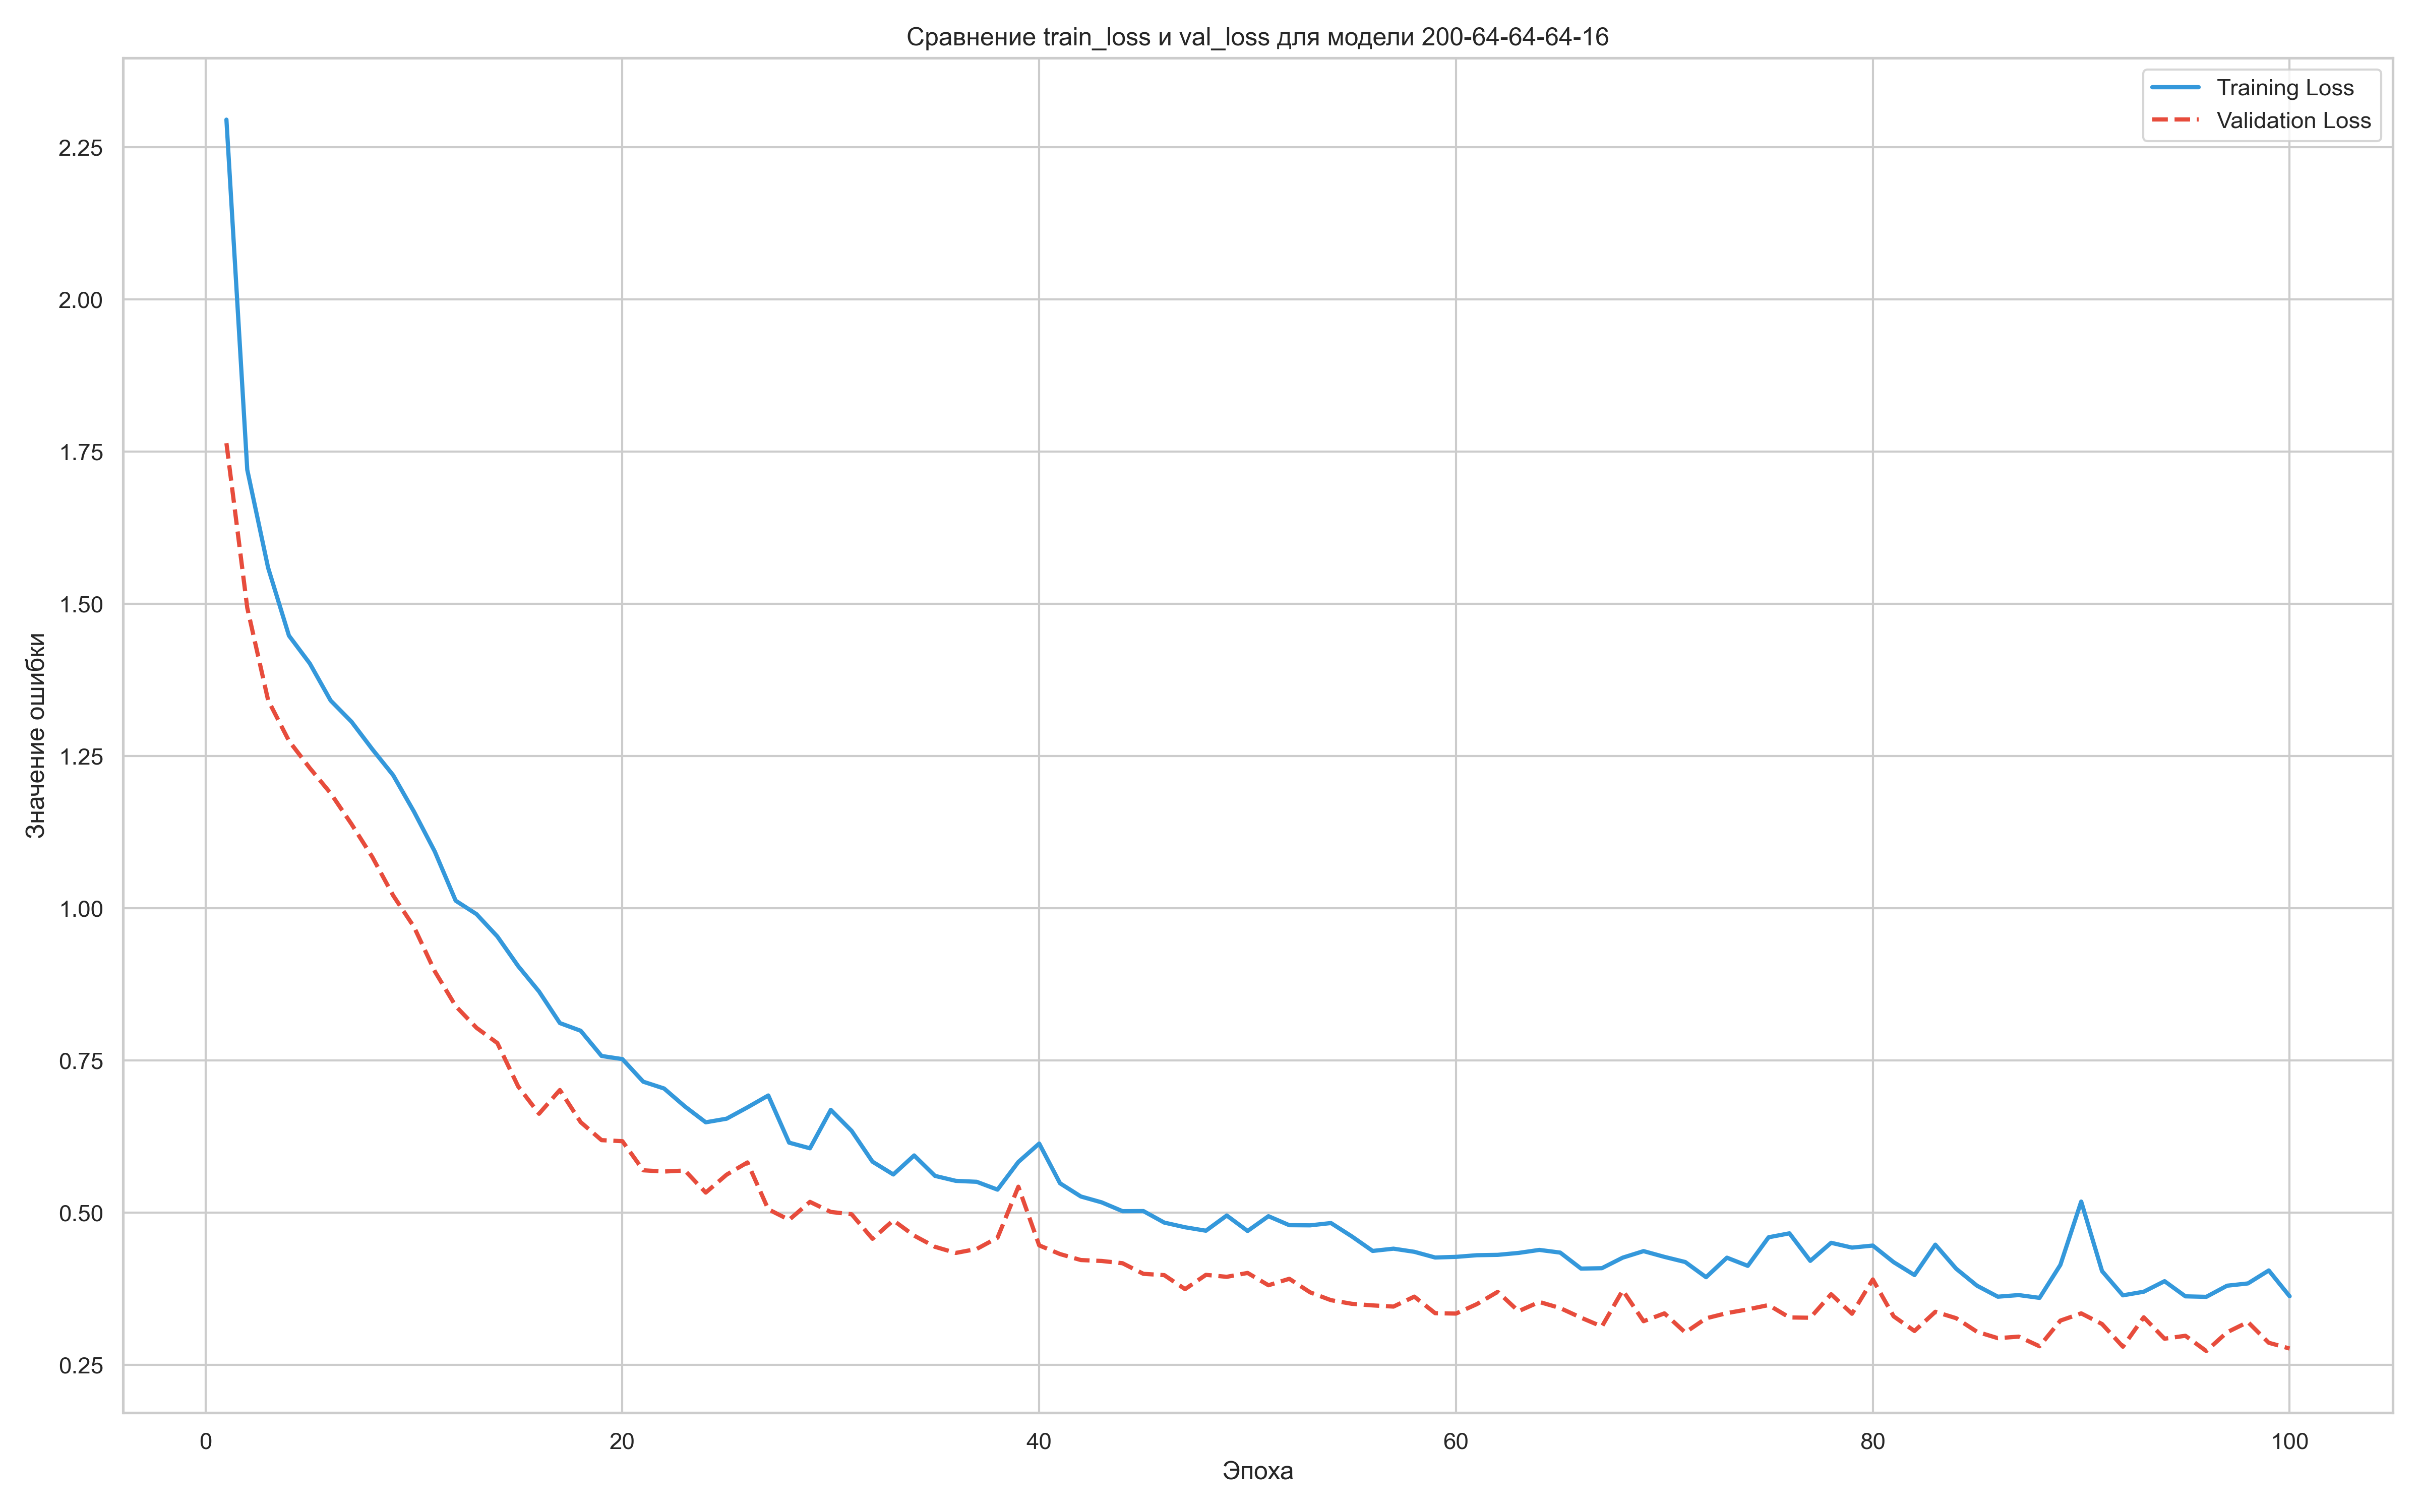 Сравнение train_loss и val_loss для модели 200-64-64-64-16
Training Loss
Validation Loss
2.25
2.00
1.75
1.50
1.25
1.00
0.75
0.50
0.25
Значение ошибки
0 20 40 60 80 100
Эпоха